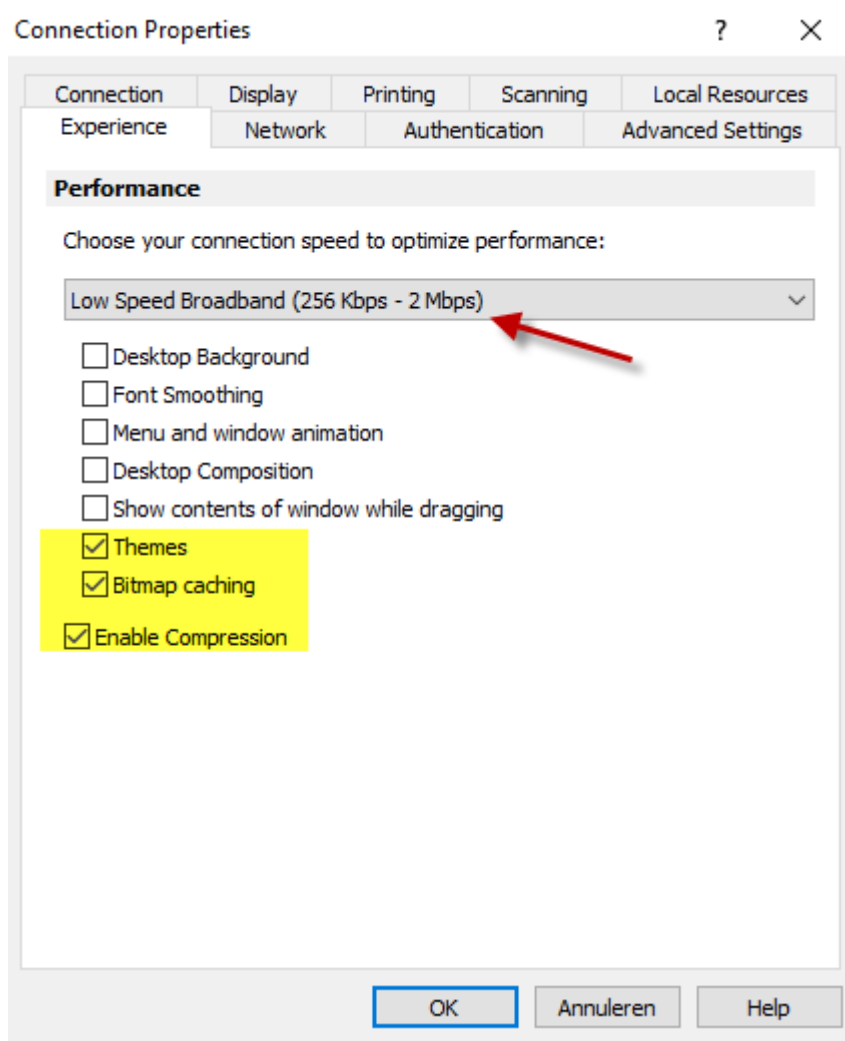 Connection Properties
?
Connection Display Printing Scanning Local Resources
Experience Network Authentication Advanced Settings
Performance
Choose your connection speed to optimize performance:
Low Speed Broadband (256 Kbps - 2 Mbps)
Desktop Background
Font Smoothing
Menu and window animation
Desktop Composition
Show contents of window while dragging
Themes
Bitmap caching
Enable Compression
OK Annuleren Help